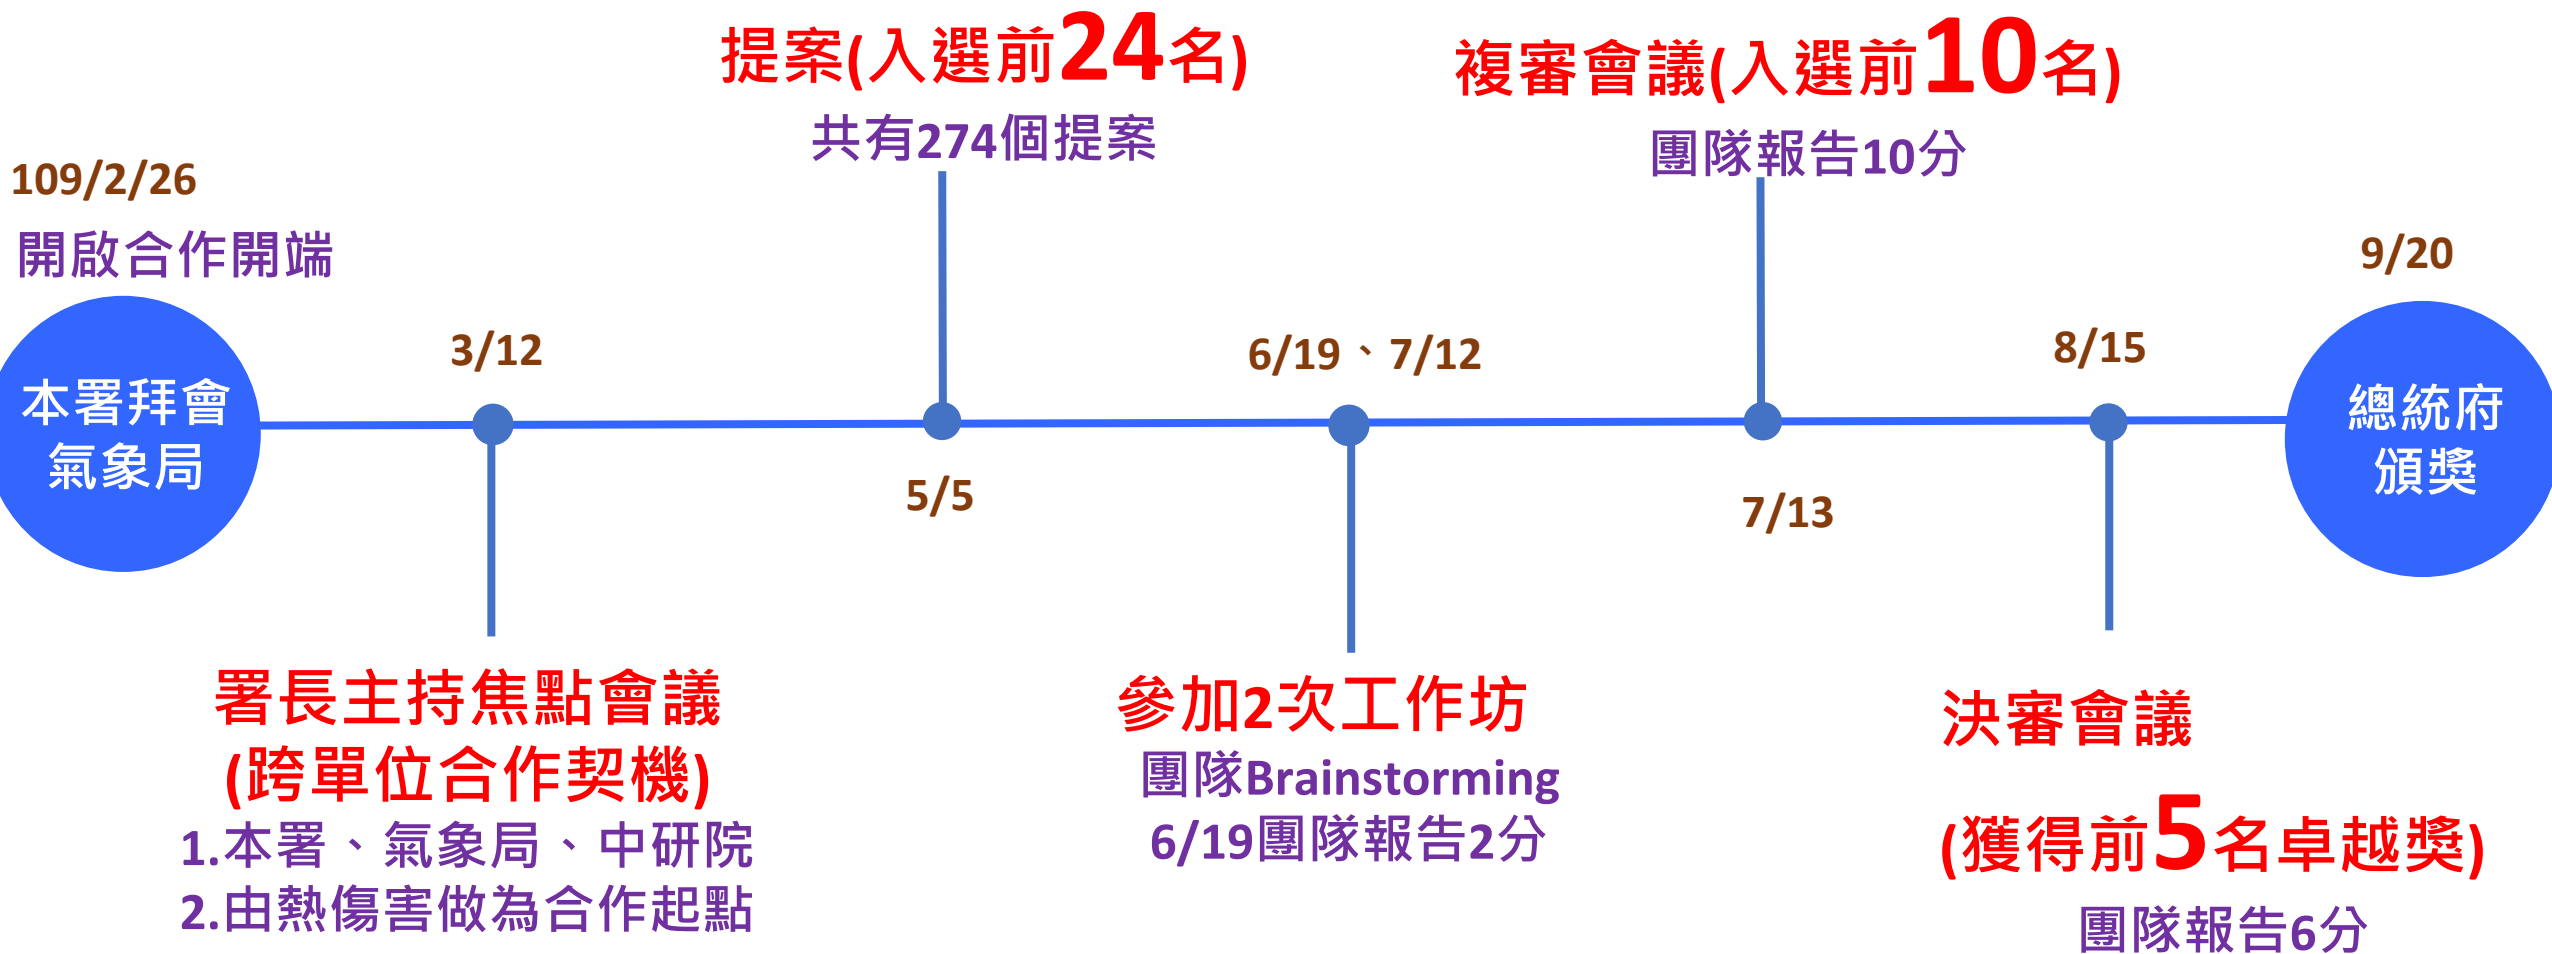 109/2/26
開啟合作開端
本署拜會
氣象局
3/12
署長主持焦點會議
(跨單位合作契機)
1.本署、氣象局、中研院
2.由熱傷害做為合作起點
提案(入選前24名)
共有274個提案
5/5
6/19、7/12
參加2次工作坊
團隊Brainstorming
6/19團隊報告2分
複審會議(入選前10名)
團隊報告10分
7/13
8/15
決審會議
(獲得前5名卓越獎)
團隊報告6分
9/20
總統府
頒獎